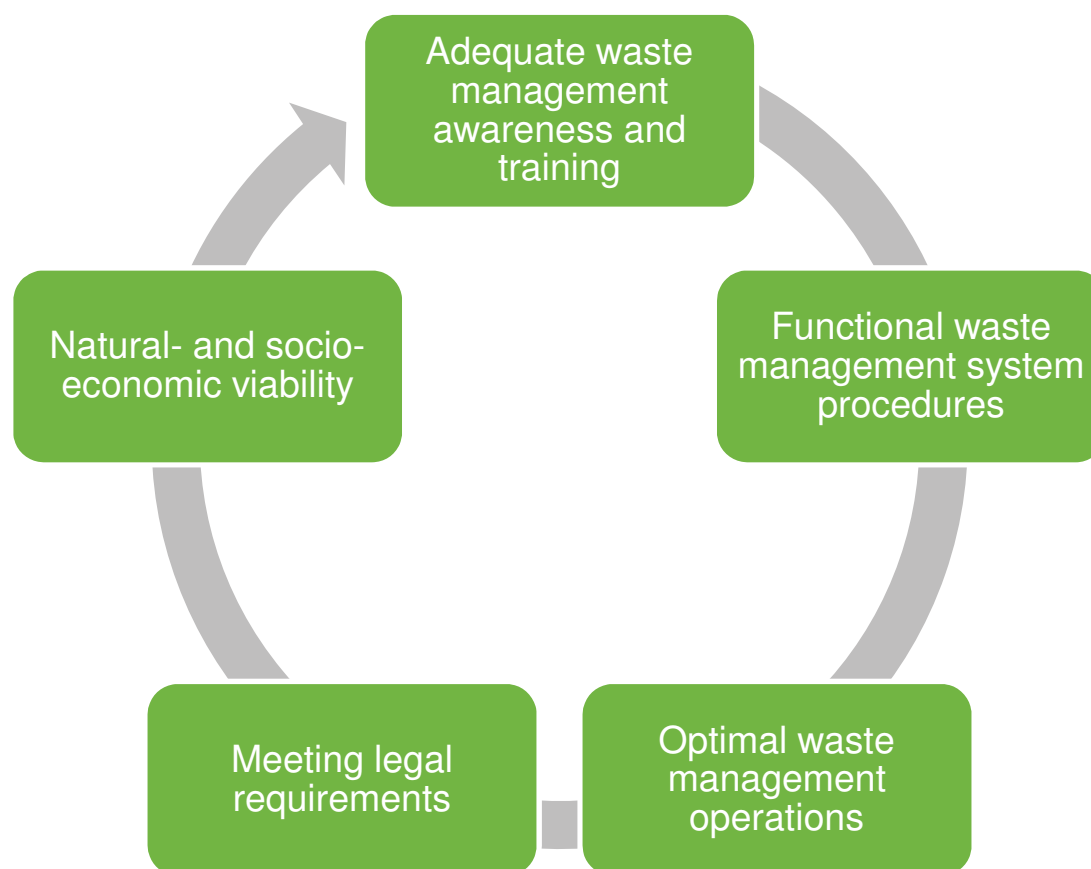 Adequate waste
management
awareness and
training
Functional waste
management system
procedures
Optimal waste
management
operations
Meeting legal
requirements
Natural- and socio-
economic viability